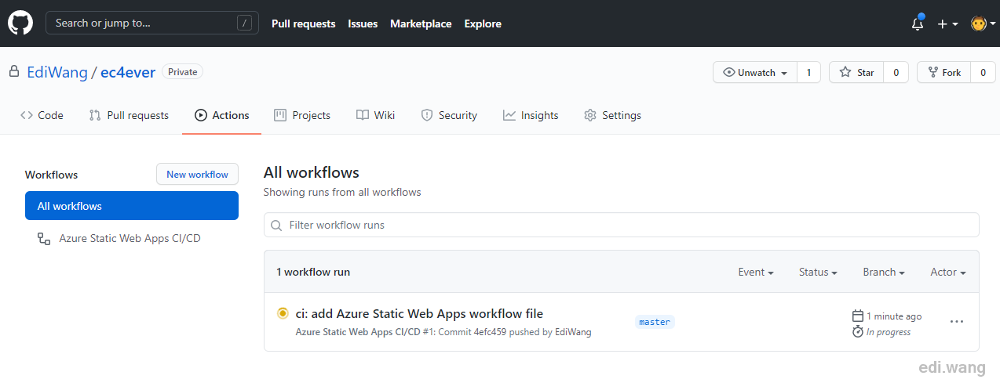 Search or jump to... /
Pull requests Issues Marketplace Explore
EdiWang / ec4ever Private
Unwatch 1 Star 0 Fork 0
Code Pull requests Actions Projects Wiki Security Insights Settings
Workflows New workflow
All workflows
Azure Static Web Apps CI/CD
All workflows
Showing runs from all workflows
Filter workflow runs
1 workflow run Event Status Branch Actor
ci: add Azure Static Web Apps workflow file
Azure Static Web Apps CI/CD #1: Commit 4efc459 pushed by EdiWang
master
1 minute ago
In progress
edi.wang